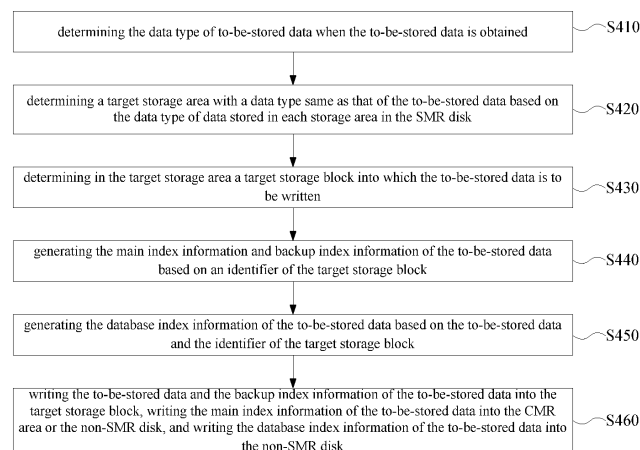 determining the data type of to-be-stored data when the to-be-stored data is obtained
S410
determining a target storage area with a data type same as that of the to-be-stored data based on
the data type of data stored in each storage area in the SMR disk
S420
determining in the target storage area a target storage block into which the to-be-stored data is to
be written
S430
generating the main index information and backup index information of the to-be-stored data
based on an identifier of the target storage block
S440
generating the database index information of the to-be-stored data based on the to-be-stored data
and the identifier of the target storage block
S450
writing the to-be-stored data and the backup index information of the to-be-stored data into the
target storage block, writing the main index information of the to-be-stored data into the CMR
area or the non-SMR disk, and writing the database index information of the to-be-stored data into
the non-SMR disk
S460